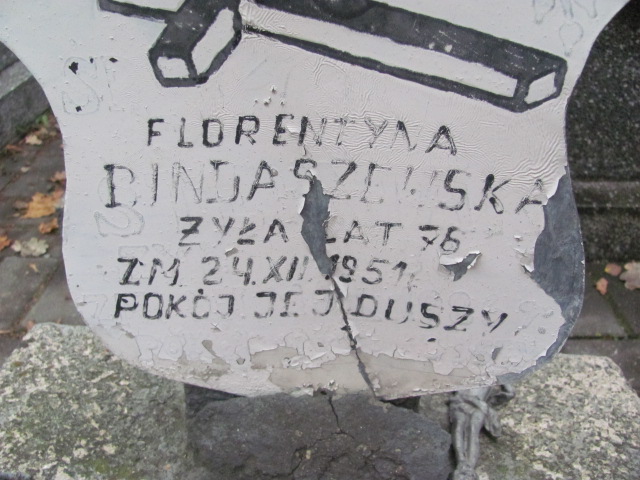 FLORENTYNA
BINDASZEWSKA
ŻYŁA LAT 76
ZM. 24.XII.1951.
POKÓJ JEJ DUSZY